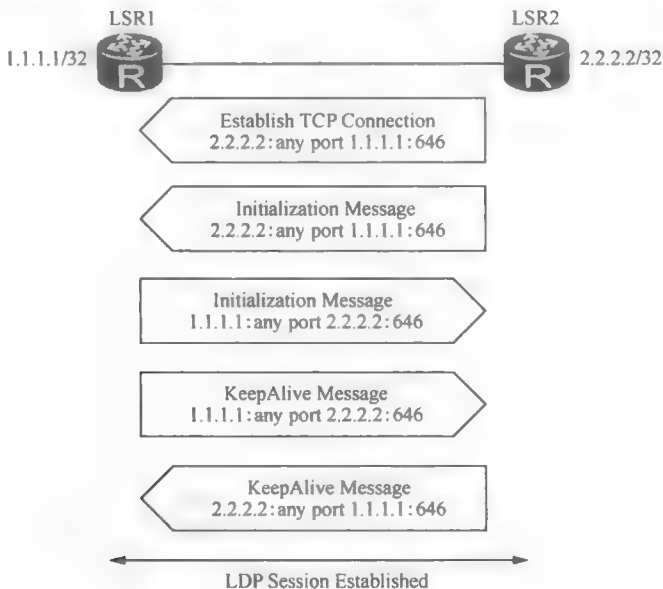 LSR1
LSR2
1.1.1.1/32
R
R
2.2.2.2/32
Establish TCP Connection
2.2.2.2:any port 1.1.1.1:646
Initialization Message
2.2.2.2:any port 1.1.1.1:646
Initialization Message
1.1.1.1:any port 2.2.2.2:646
KeepAlive Message
1.1.1.1:any port 2.2.2.2:646
KeepAlive Message
2.2.2.2:any port 1.1.1.1:646
LDP Session Established